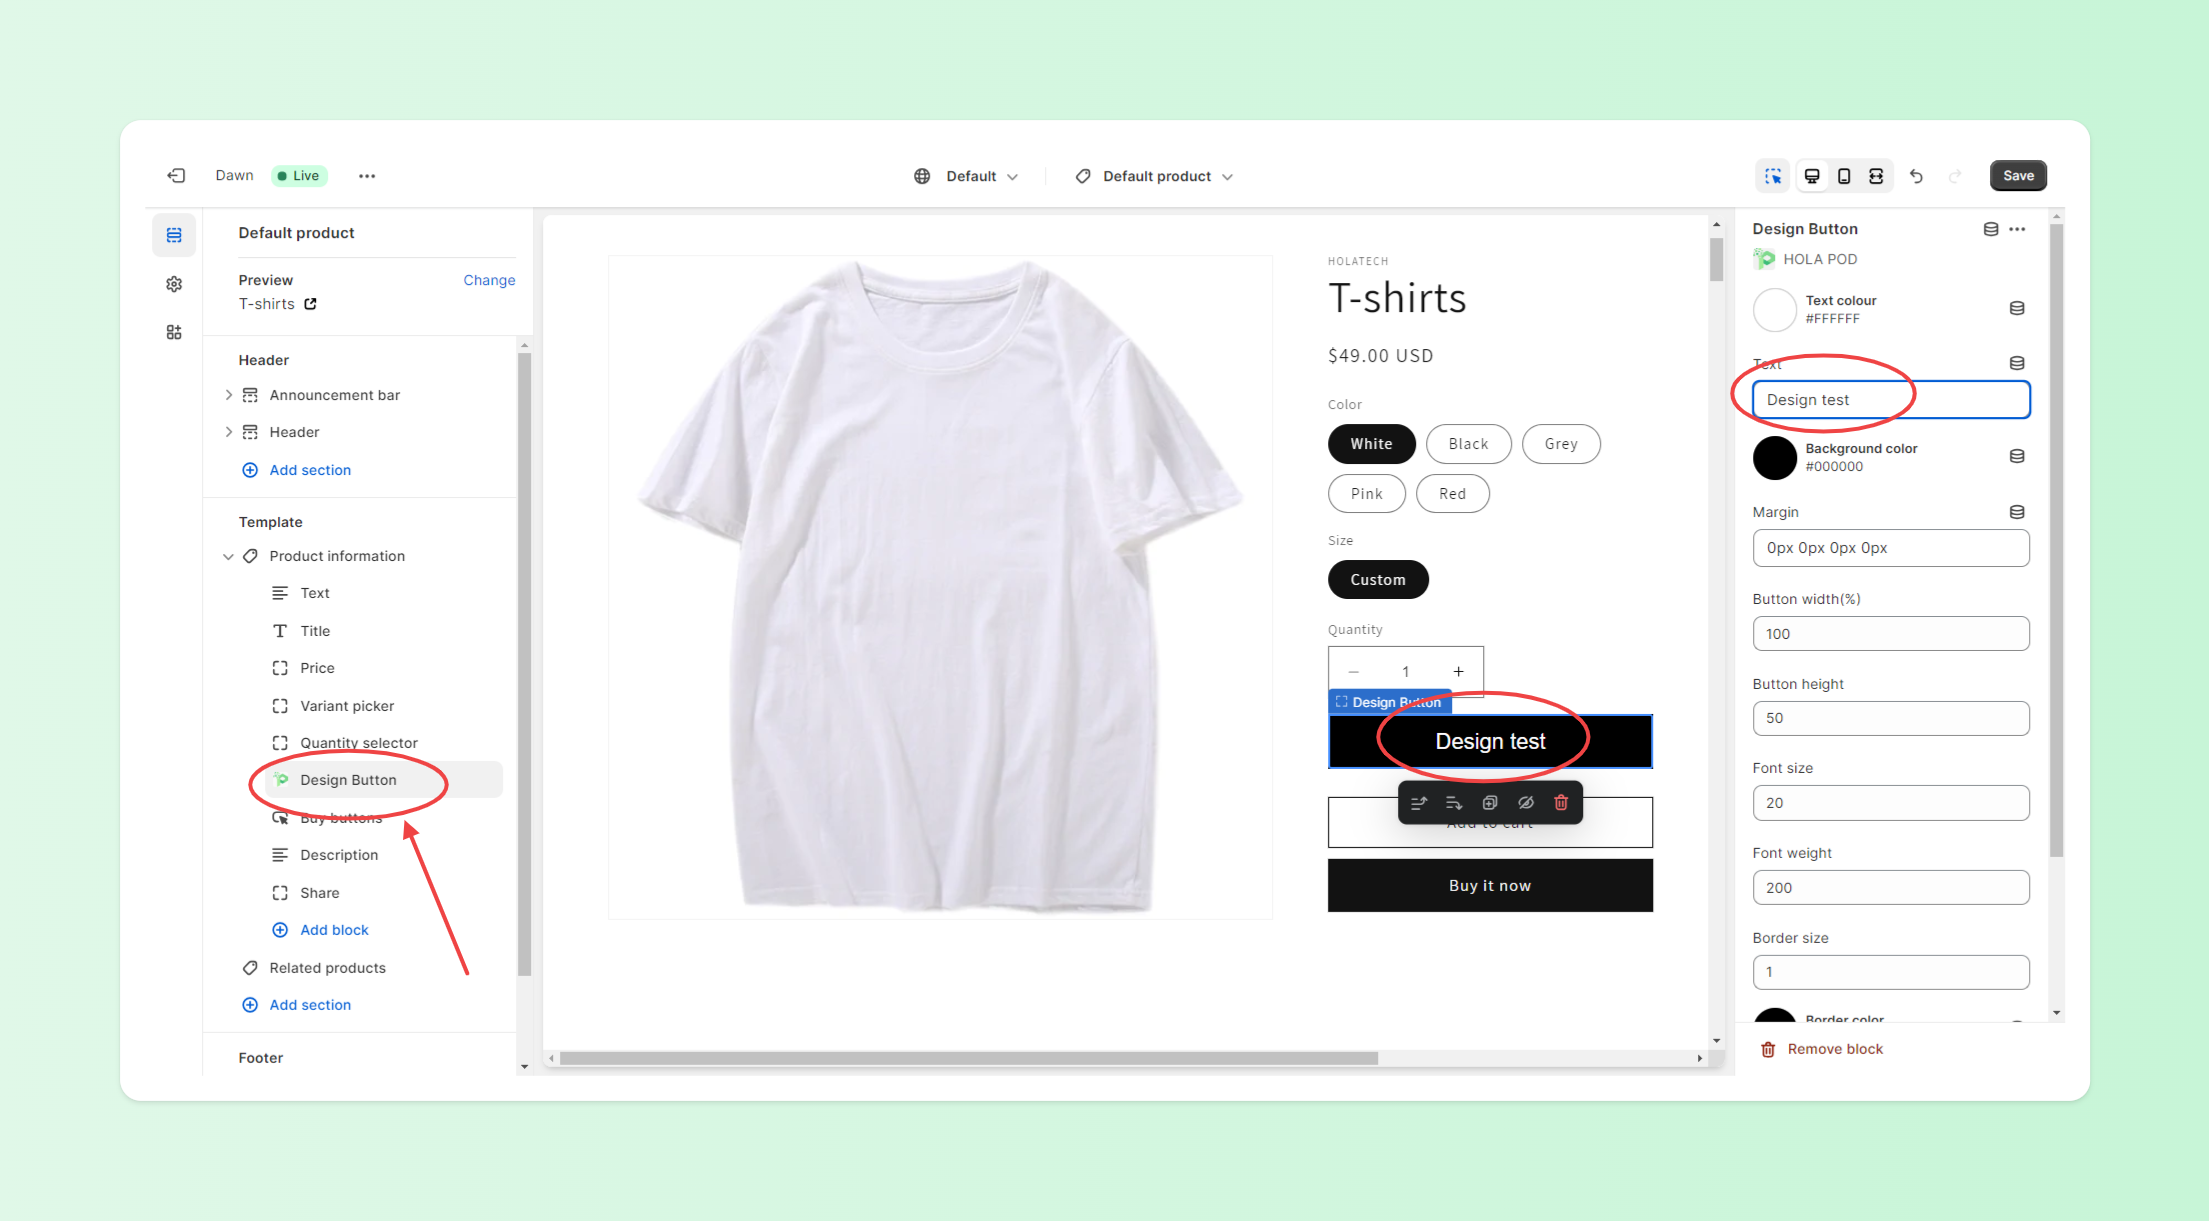 Dawn Live
Default
Default product
Save
Default product
Preview
Change
T-shirts
Header
Announcement bar
Header
Add section
Template
Product information
Text
Title
Price
Variant picker
Quantity selector
Design Button
Buy buttons
Description
Share
Add block
Related products
Add section
Footer
HOLATECH
T-shirts
$49.00 USD
Color
White Black Grey
Pink Red
Size
Custom
Quantity
1
Design Button
Design test
Add to cart
Buy it now
Design Button
HOLA POD
Text colour
#FFFFFF
Text
Design test
Background color
#000000
Margin
0px 0px 0px 0px
Button width(%)
100
Button height
50
Font size
20
Font weight
200
Border size
1
Border color
Remove block